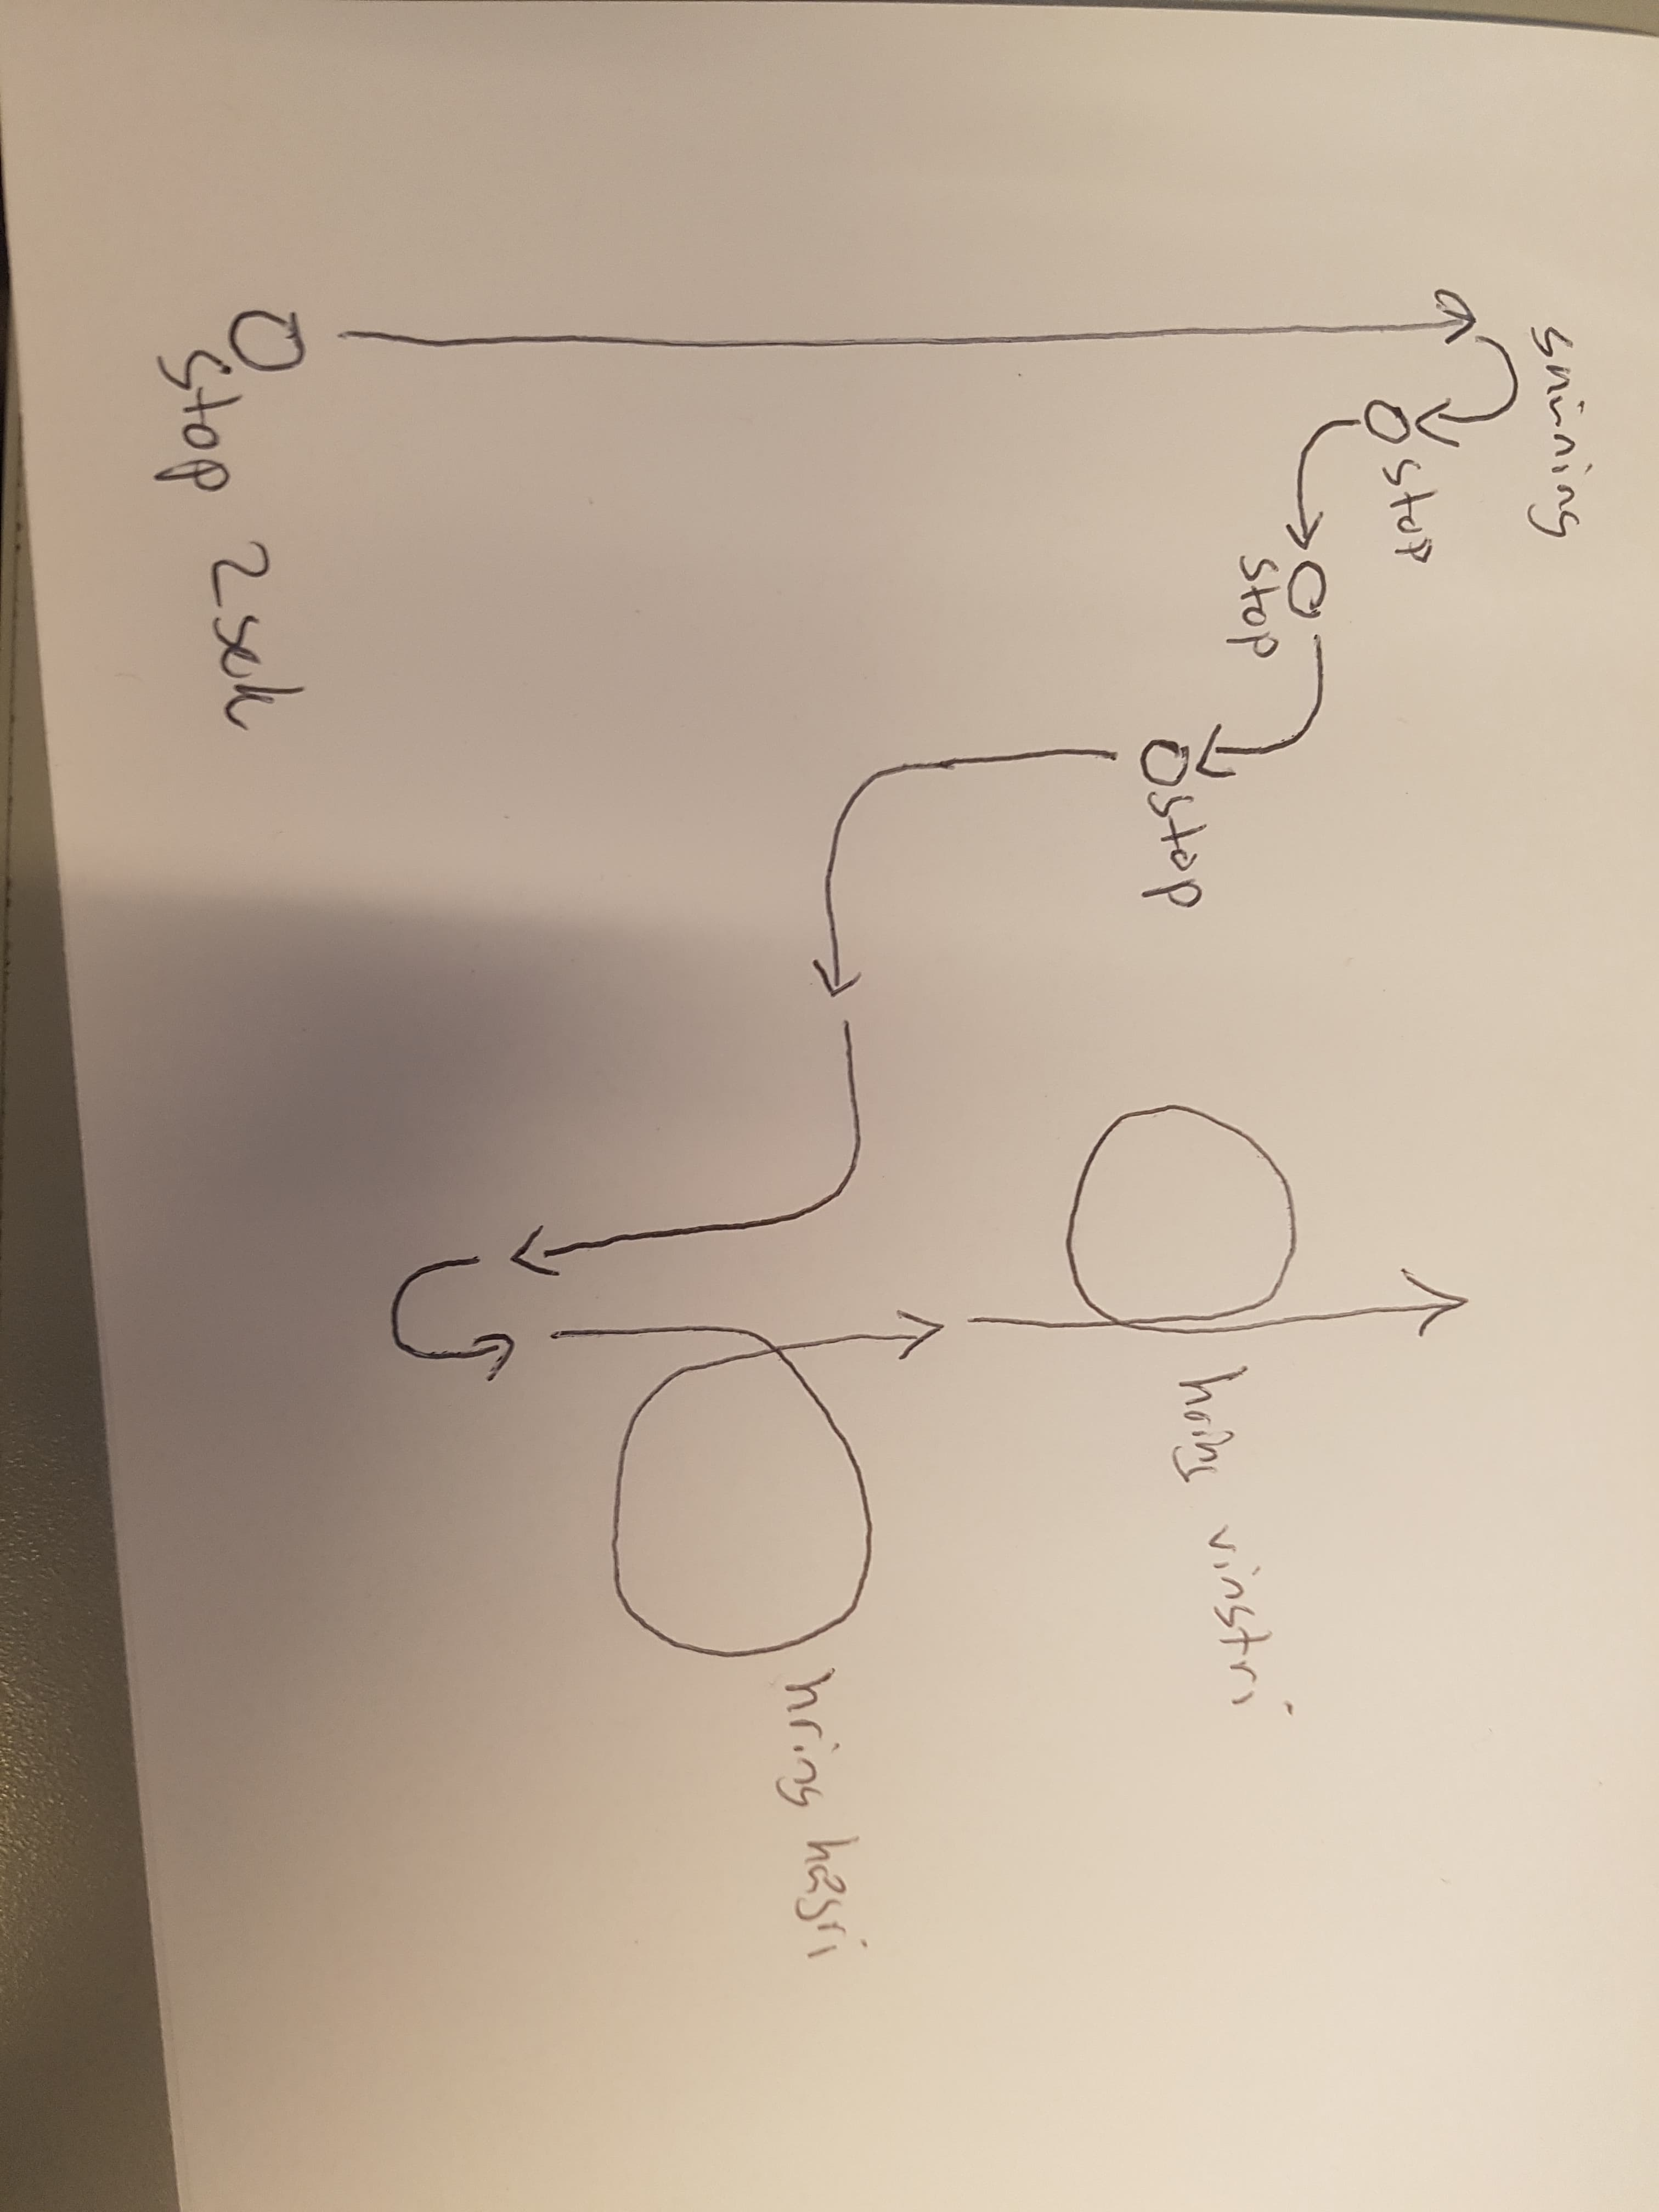 snúning
stop
stop
stop
hring vinstri
hring hægri
Stop 2 sek